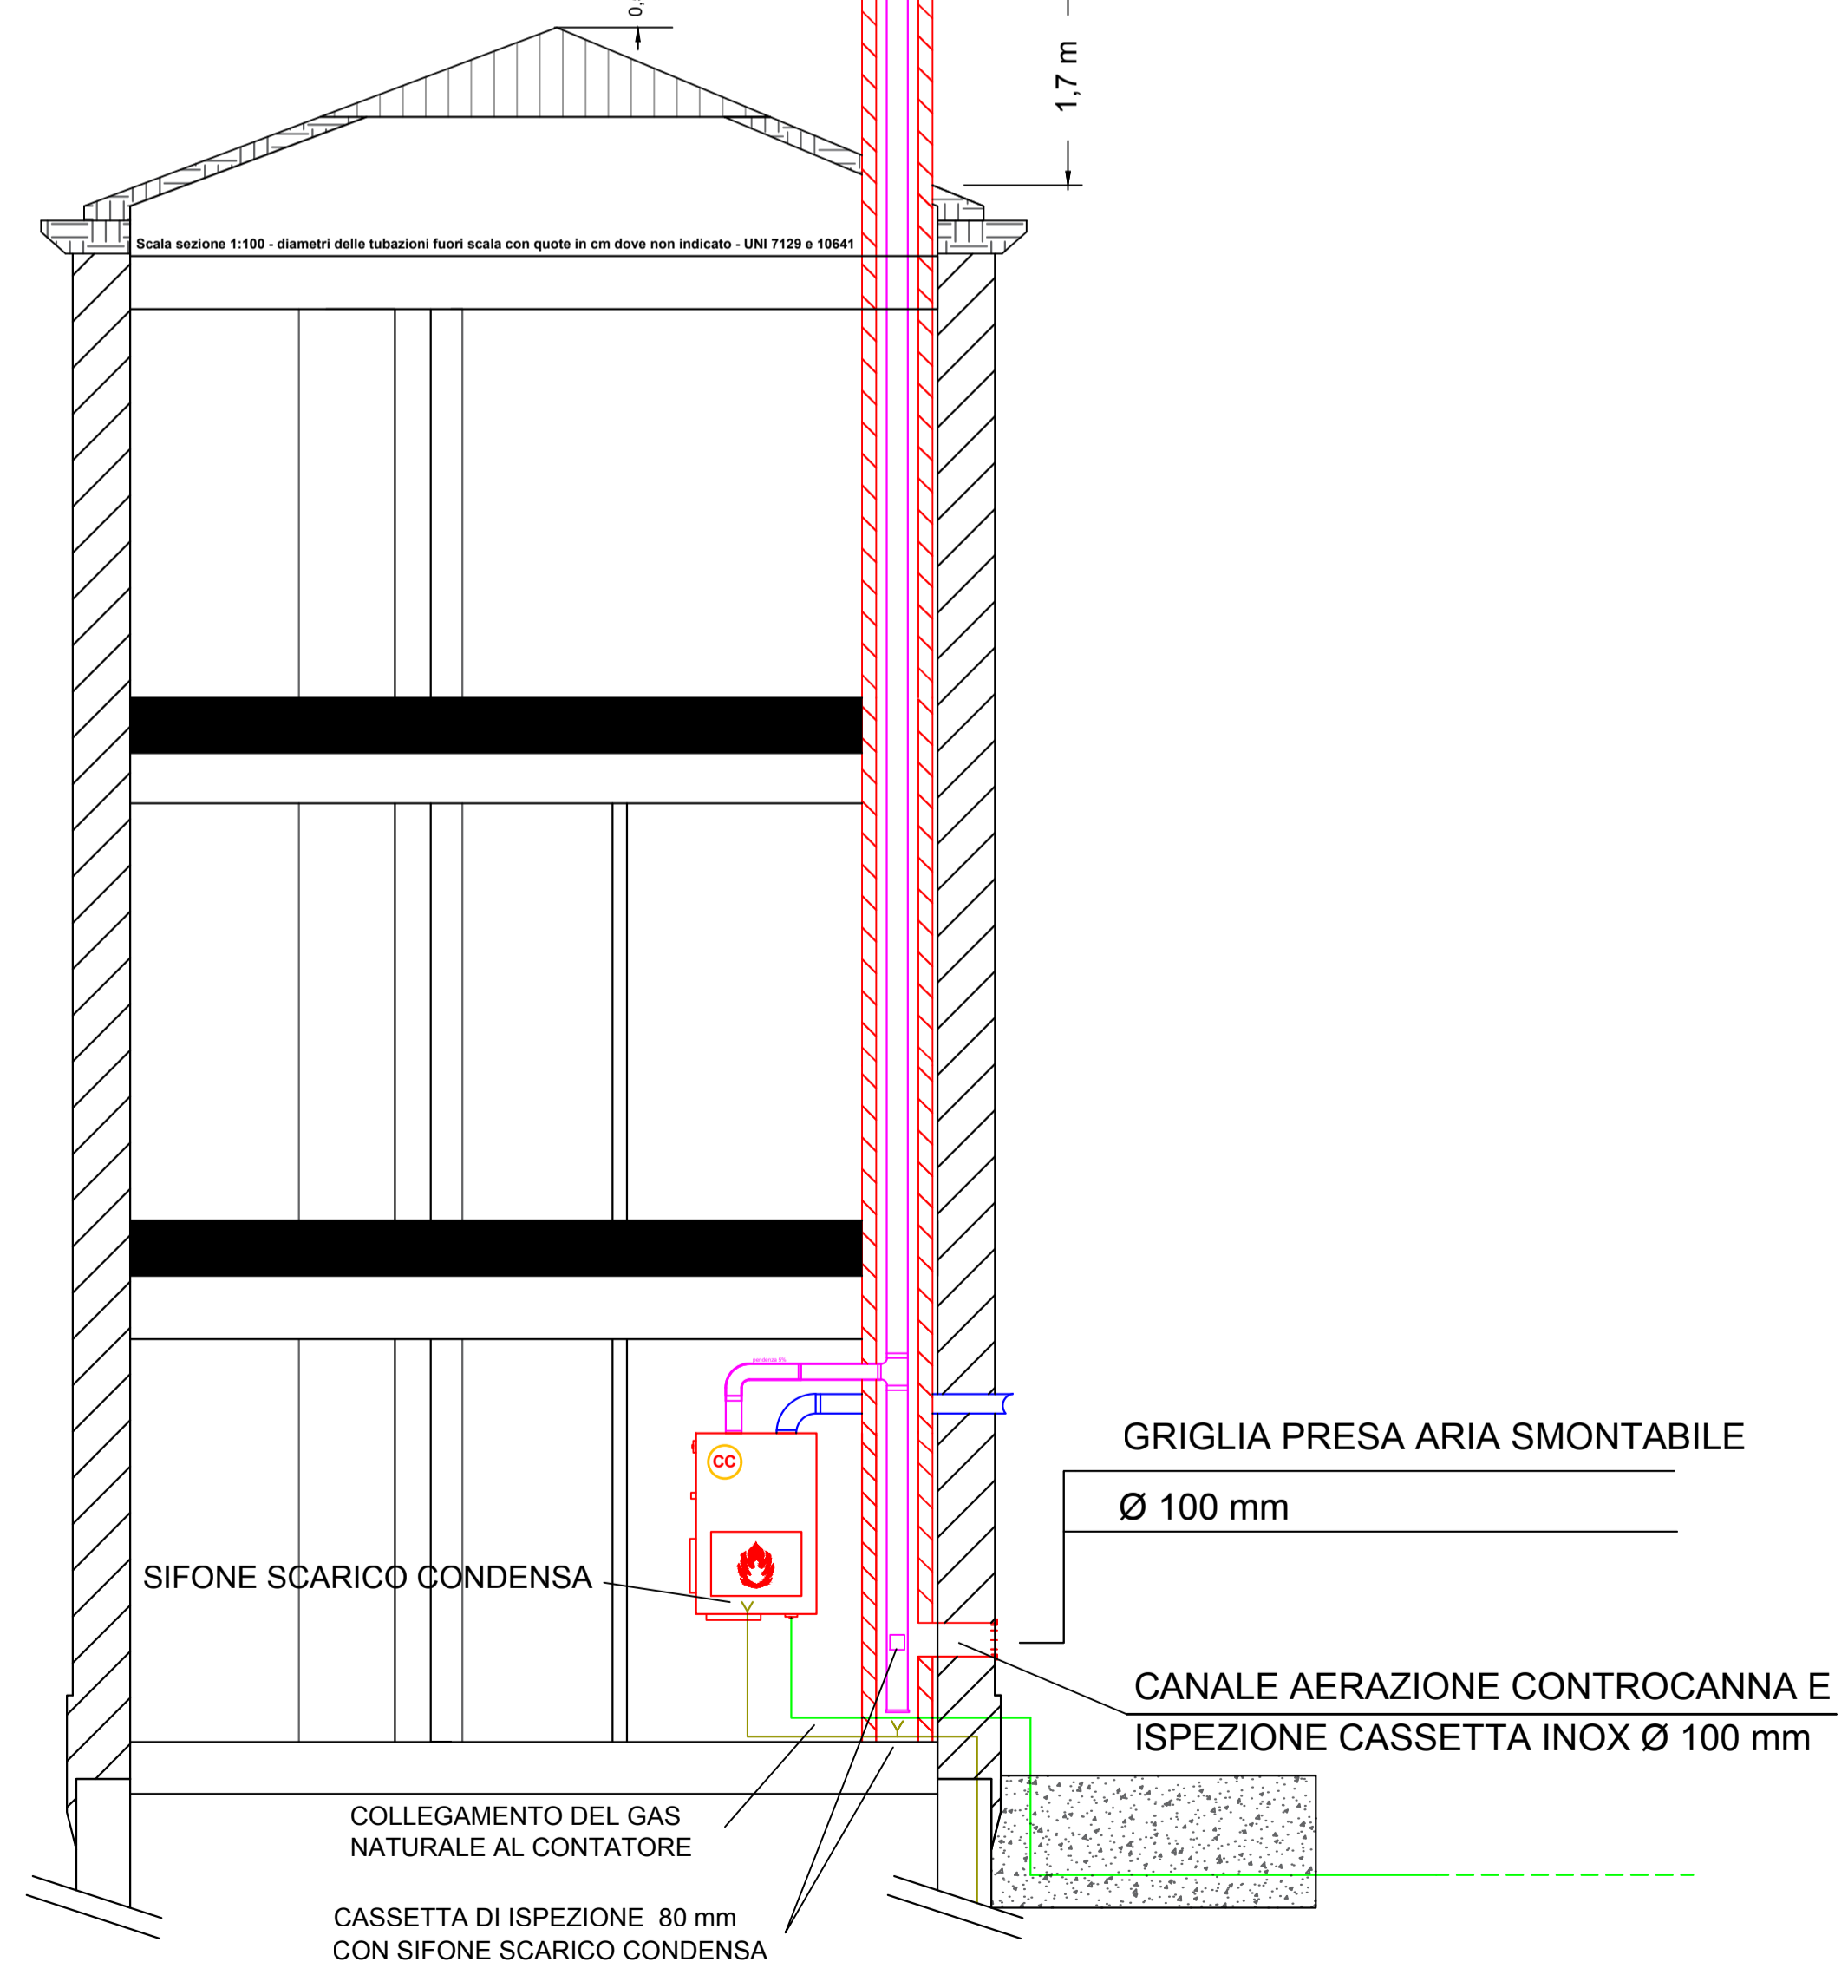 1,7 m
Scala sezione 1:100 - diametri delle tubazioni fuori scala con quote in cm dove non indicato - UNI 7129 e 10641
pendenza 5%
CC
GRIGLIA PRESA ARIA SMONTABILE
Ø 100 mm
SIFONE SCARICO CONDENSA
CANALE AERAZIONE CONTROCANNA E
ISPEZIONE CASSETTA INOX Ø 100 mm
COLLEGAMENTO DEL GAS
NATURALE AL CONTATORE
CASSETTA DI ISPEZIONE 80 mm
CON SIFONE SCARICO CONDENSA